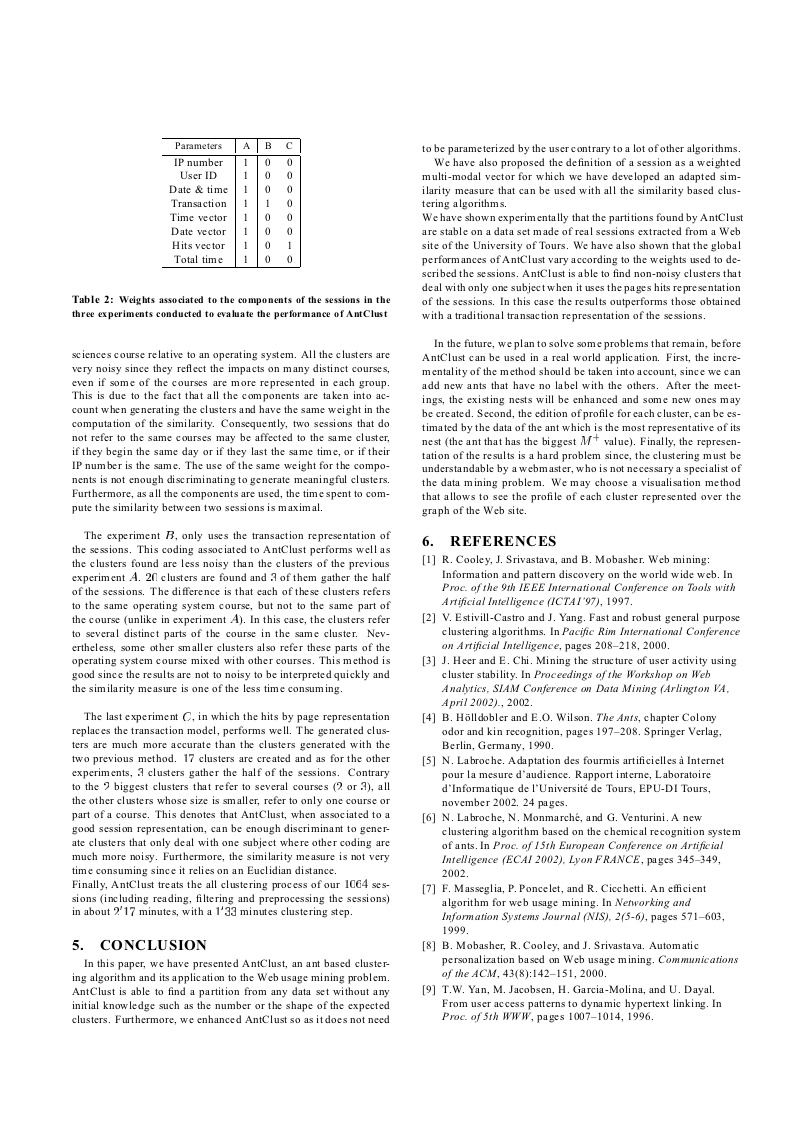 Parameters A B C
IP number 1 0 0
User ID 1 0 0
Date & time 1 0 0
Transaction 1 1 0
Time vector 1 0 0
Date vector 1 0 0
Hits vector 1 0 1
Total time 1 0 0
Table 2: Weights associated to the components of the sessions in the
three experiments conducted to evaluate the performance of AntClust
sciences course relative to an operating system. All the clusters are
very noisy since they reflect the impacts on many distinct courses,
even if some of the courses are more represented in each group.
This is due to the fact that all the components are taken into ac-
count when generating the clusters and have the same weight in the
computation of the similarity. Consequently, two sessions that do
not refer to the same courses may be affected to the same cluster,
if they begin the same day or if they last the same time, or if their
IP number is the same. The use of the same weight for the compo-
nents is not enough discriminating to generate meaningful clusters.
Furthermore, as all the components are used, the time spent to com-
pute the similarity between two sessions is maximal.
The experiment B, only uses the transaction representation of
the sessions. This coding associated to AntClust performs well as
the clusters found are less noisy than the clusters of the previous
experiment A. 20 clusters are found and 3 of them gather the half
of the sessions. The difference is that each of these clusters refers
to the same operating system course, but not to the same part of
the course (unlike in experiment A). In this case, the clusters refer
to several distinct parts of the course in the same cluster. Nev-
ertheless, some other smaller clusters also refer these parts of the
operating system course mixed with other courses. This method is
good since the results are not to noisy to be interpreted quickly and
the similarity measure is one of the less time consuming.
The last experiment C, in which the hits by page representation
replaces the transaction model, performs well. The generated clus-
ters are much more accurate than the clusters generated with the
two previous method. 17 clusters are created and as for the other
experiments, 3 clusters gather the half of the sessions. Contrary
to the 2 biggest clusters that refer to several courses (2 or 3), all
the other clusters whose size is smaller, refer to only one course or
part of a course. This denotes that AntClust, when associated to a
good session representation, can be enough discriminant to gener-
ate clusters that only deal with one subject where other coding are
much more noisy. Furthermore, the similarity measure is not very
time consuming since it relies on an Euclidian distance.
Finally, AntClust treats the all clustering process of our 1064 ses-
sions (including reading, filtering and preprocessing the sessions)
in about 2′17 minutes, with a 1′33 minutes clustering step.
5. CONCLUSION
In this paper, we have presented AntClust, an ant based cluster-
ing algorithm and its application to the Web usage mining problem.
AntClust is able to find a partition from any data set without any
initial knowledge such as the number or the shape of the expected
clusters. Furthermore, we enhanced AntClust so as it does not need
to be parameterized by the user contrary to a lot of other algorithms.
We have also proposed the definition of a session as a weighted
multi-modal vector for which we have developed an adapted sim-
ilarity measure that can be used with all the similarity based clus-
tering algorithms.
We have shown experimentally that the partitions found by AntClust
are stable on a data set made of real sessions extracted from a Web
site of the University of Tours. We have also shown that the global
performances of AntClust vary according to the weights used to de-
scribed the sessions. AntClust is able to find non-noisy clusters that
deal with only one subject when it uses the pages hits representation
of the sessions. In this case the results outperforms those obtained
with a traditional transaction representation of the sessions.
In the future, we plan to solve some problems that remain, before
AntClust can be used in a real world application. First, the incre-
mentality of the method should be taken into account, since we can
add new ants that have no label with the others. After the meet-
ings, the existing nests will be enhanced and some new ones may
be created. Second, the edition of profile for each cluster, can be es-
timated by the data of the ant which is the most representative of its
nest (the ant that has the biggest M⁺ value). Finally, the represen-
tation of the results is a hard problem since, the clustering must be
understandable by a webmaster, who is not necessary a specialist of
the data mining problem. We may choose a visualisation method
that allows to see the profile of each cluster represented over the
graph of the Web site.
6. REFERENCES
[1] R. Cooley, J. Srivastava, and B. Mobasher. Web mining:
Information and pattern discovery on the world wide web. In
Proc. of the 9th IEEE International Conference on Tools with
Artificial Intelligence (ICTAI'97), 1997.
[2] V. Estivill-Castro and J. Yang. Fast and robust general purpose
clustering algorithms. In Pacific Rim International Conference
on Artificial Intelligence, pages 208–218, 2000.
[3] J. Heer and E. Chi. Mining the structure of user activity using
cluster stability. In Proceedings of the Workshop on Web
Analytics, SIAM Conference on Data Mining (Arlington VA,
April 2002)., 2002.
[4] B. Hölldobler and E.O. Wilson. The Ants, chapter Colony
odor and kin recognition, pages 197–208. Springer Verlag,
Berlin, Germany, 1990.
[5] N. Labroche. Adaptation des fourmis artificielles à Internet
pour la mesure d'audience. Rapport interne, Laboratoire
d'Informatique de l'Université de Tours, EPU-DI Tours,
november 2002. 24 pages.
[6] N. Labroche, N. Monmarché, and G. Venturini. A new
clustering algorithm based on the chemical recognition system
of ants. In Proc. of 15th European Conference on Artificial
Intelligence (ECAI 2002), Lyon FRANCE, pages 345–349,
2002.
[7] F. Masseglia, P. Poncelet, and R. Cicchetti. An efficient
algorithm for web usage mining. In Networking and
Information Systems Journal (NIS), 2(5-6), pages 571–603,
1999.
[8] B. Mobasher, R. Cooley, and J. Srivastava. Automatic
personalization based on Web usage mining. Communications
of the ACM, 43(8):142–151, 2000.
[9] T.W. Yan, M. Jacobsen, H. Garcia-Molina, and U. Dayal.
From user access patterns to dynamic hypertext linking. In
Proc. of 5th WWW, pages 1007–1014, 1996.